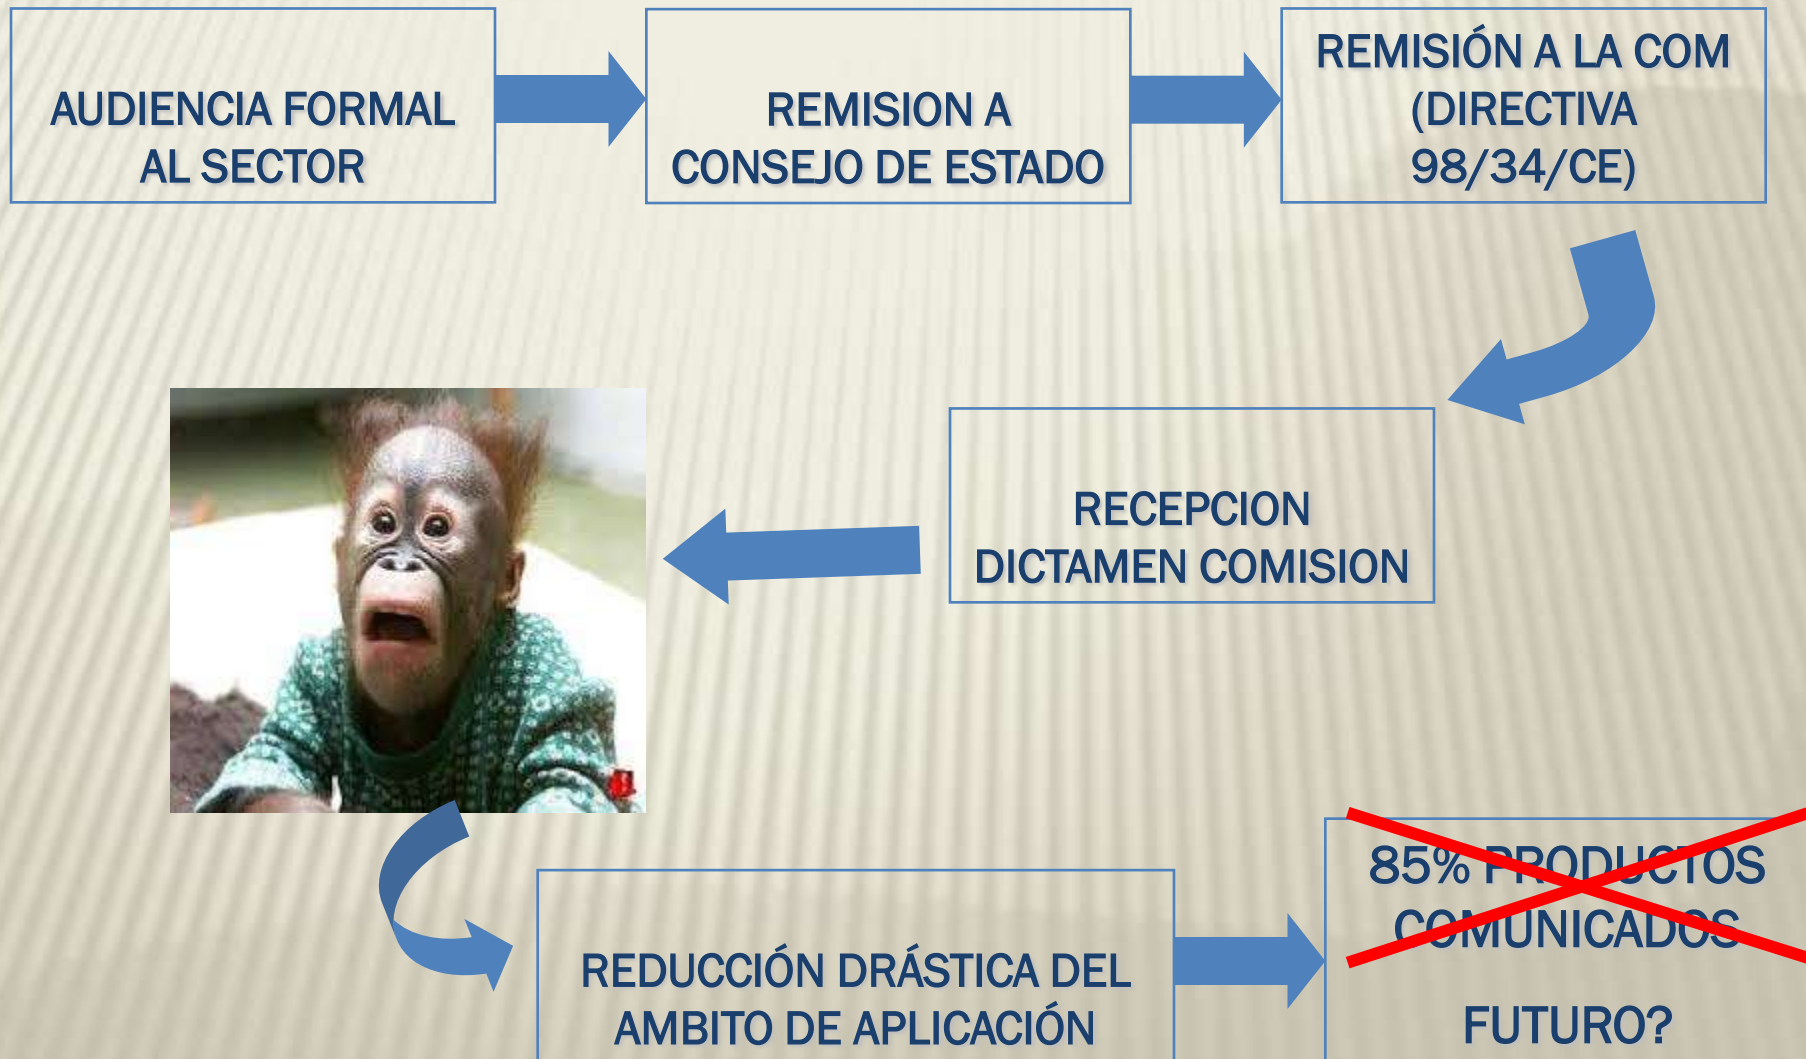 AUDIENCIA FORMAL
AL SECTOR
REMISION A
CONSEJO DE ESTADO
REMISIÓN A LA COM
(DIRECTIVA
98/34/CE)
RECEPCION
DICTAMEN COMISION
REDUCCIÓN DRÁSTICA DEL
AMBITO DE APLICACIÓN
85% PRODUCTOS
COMUNICADOS
FUTURO?